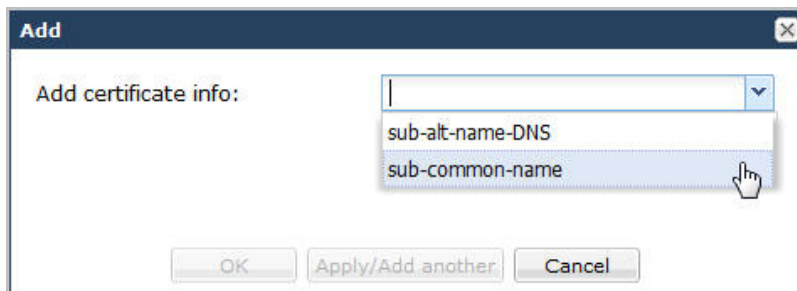 Add
Add certificate info:
sub-alt-name-DNS
sub-common-name
OK Apply/Add another Cancel